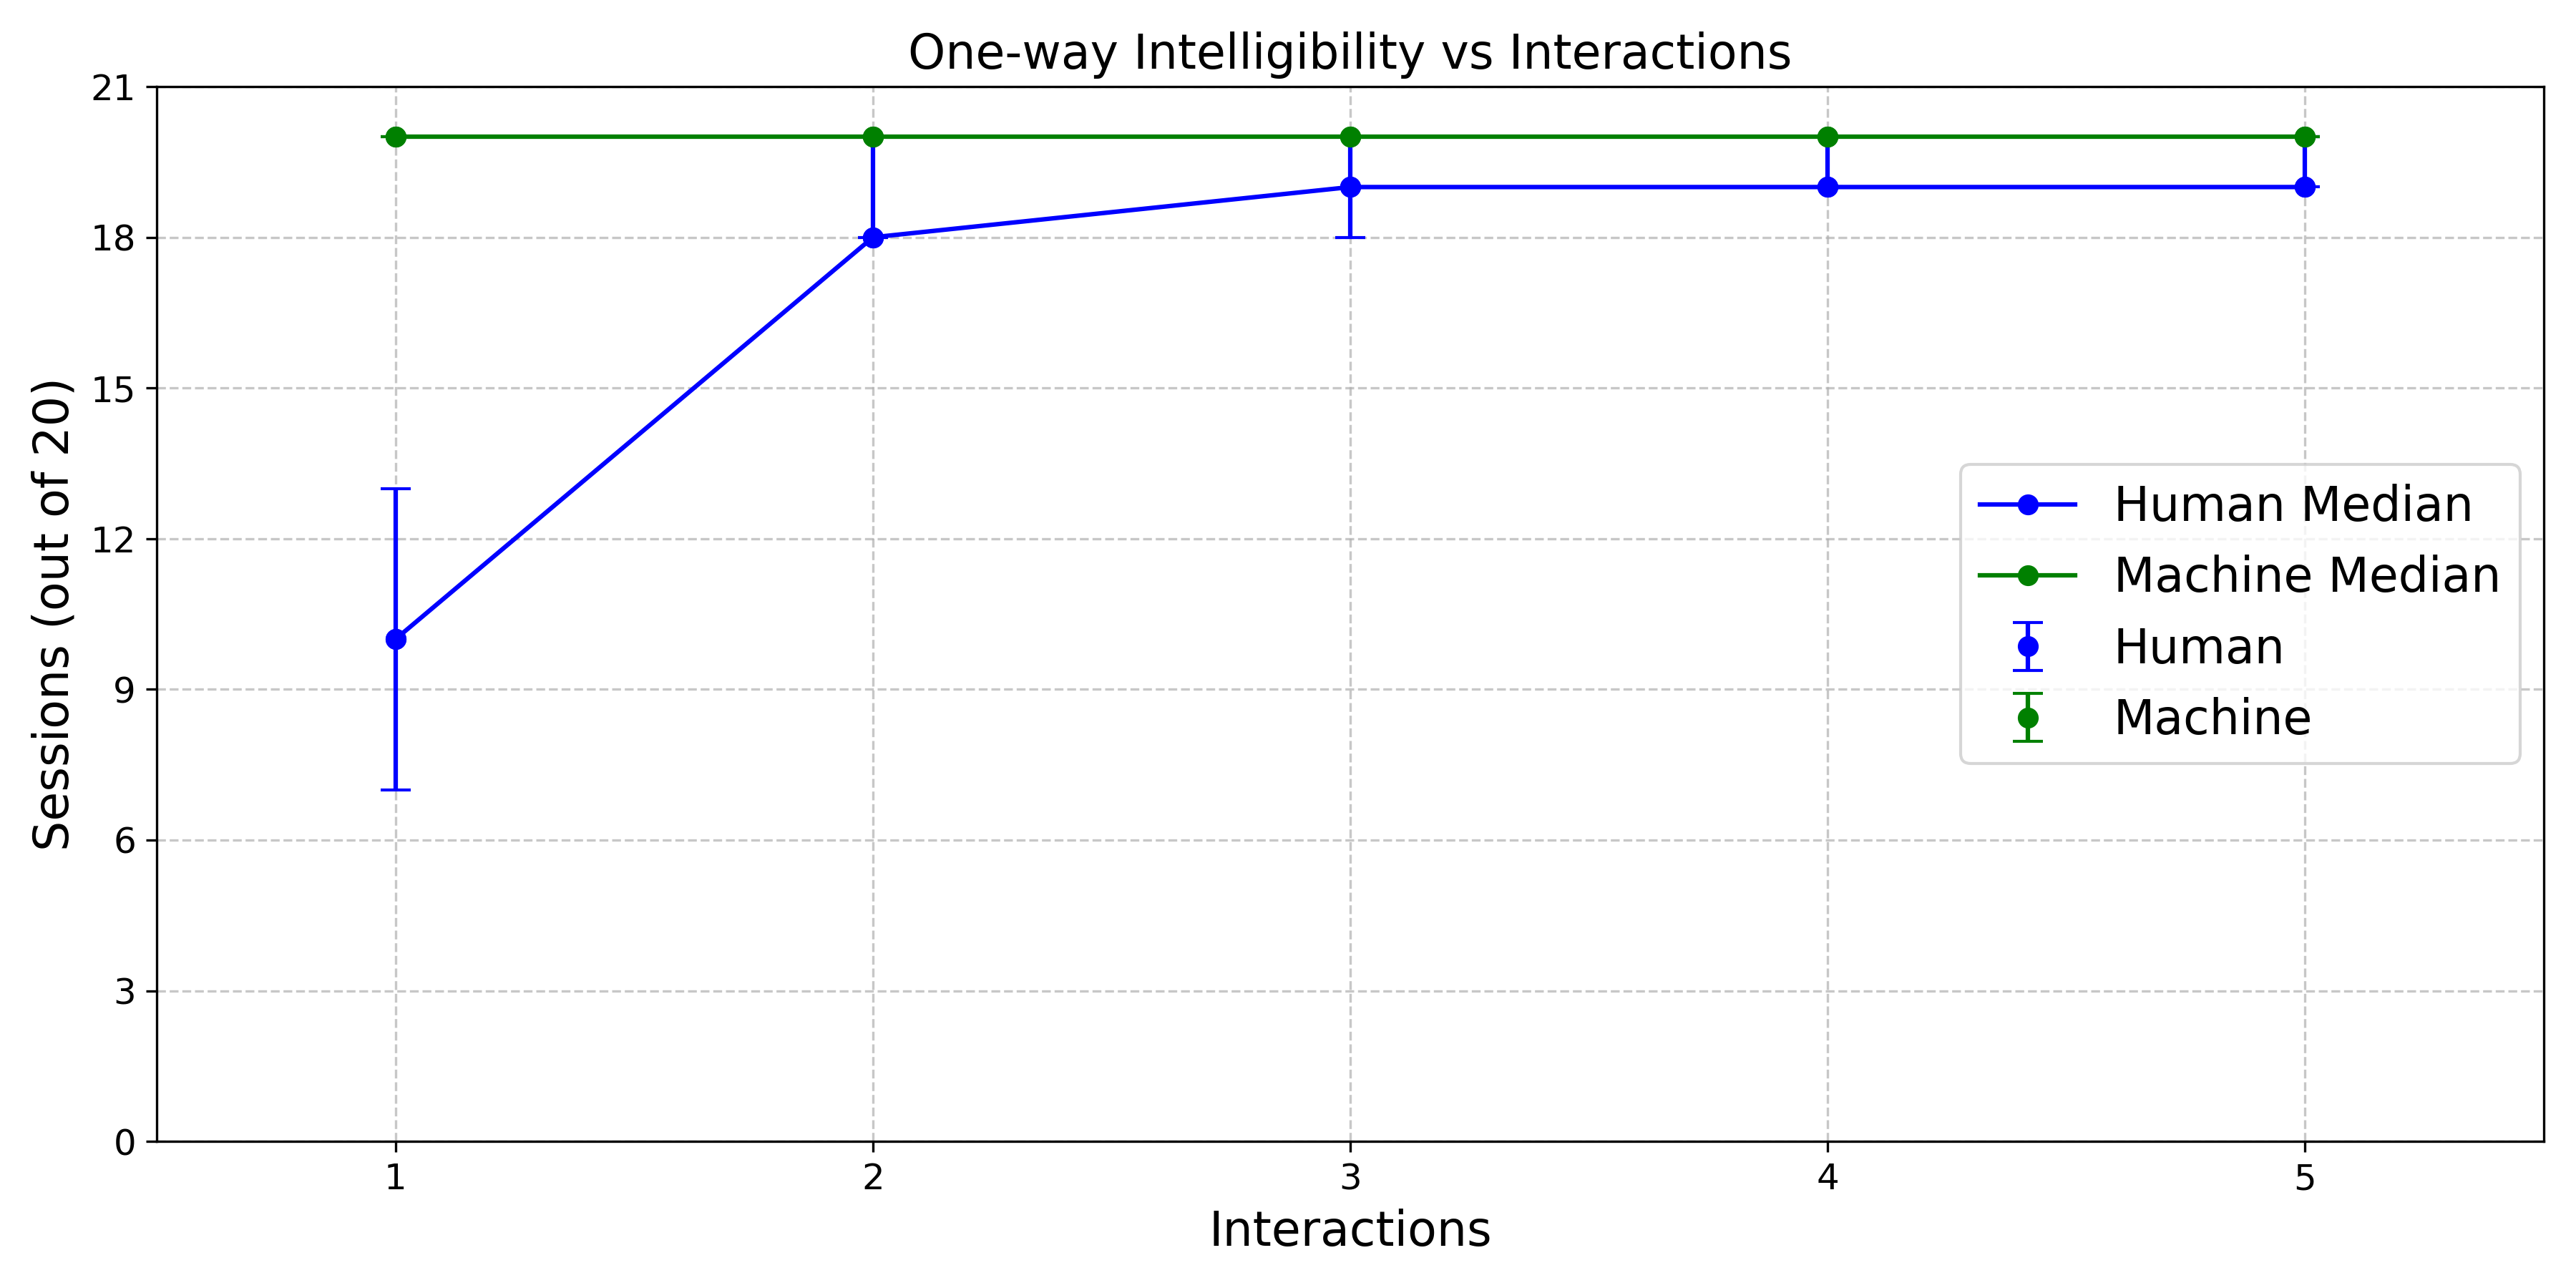 One-way Intelligibility vs Interactions
21
18
15
12
9
6
3
0
Sessions (out of 20)
Human Median
Machine Median
Human
Machine
1 2 3 4 5
Interactions